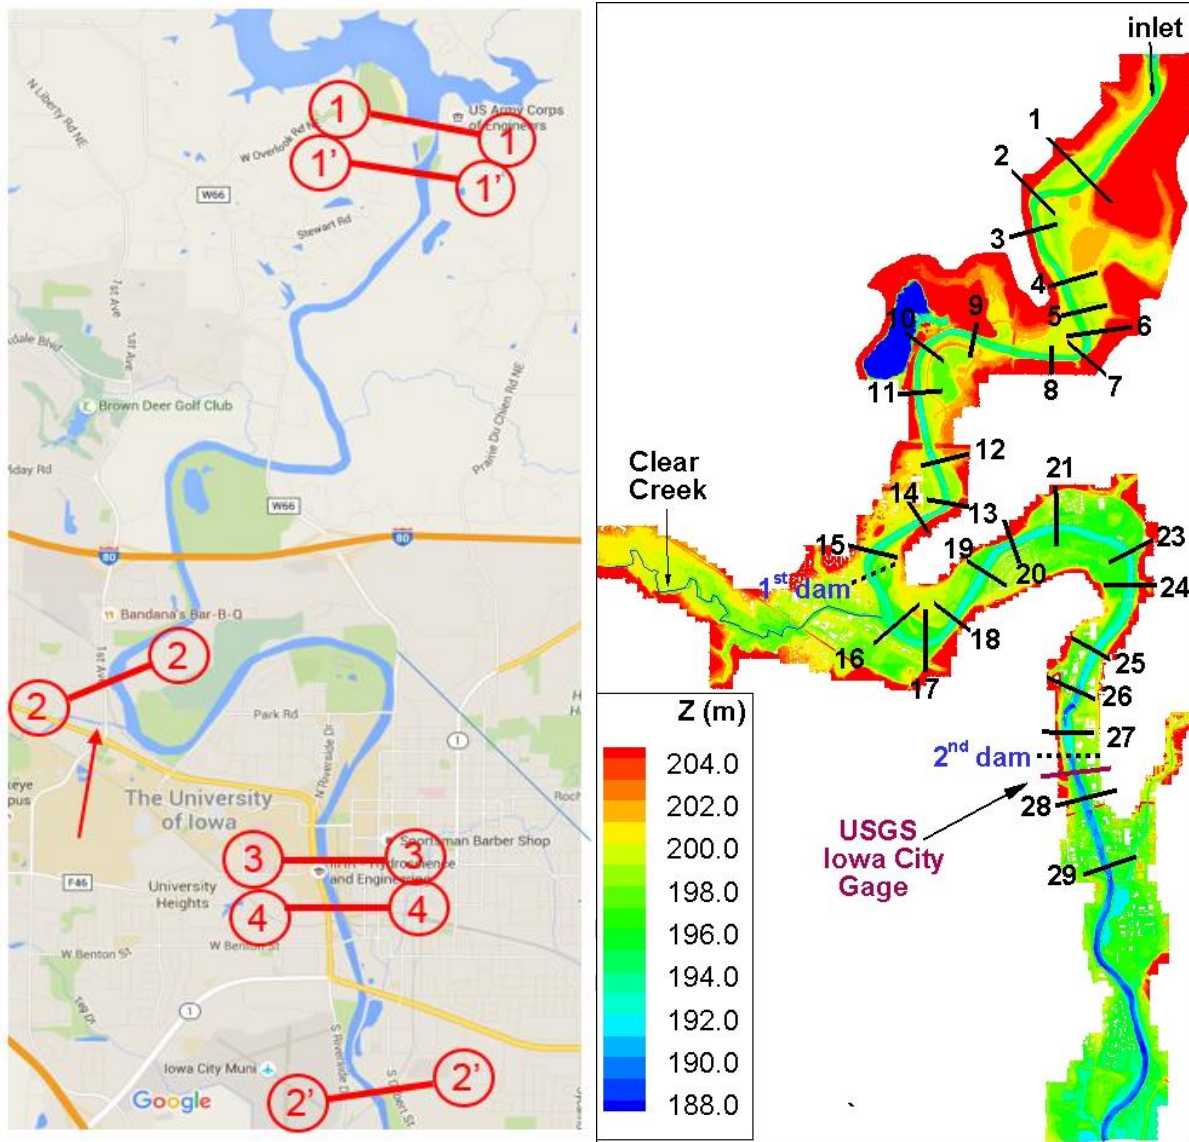 N Liberty Rd NE
1
US Army Corps
of Engineers
1
W Overlook Rd NE
1'
1'
W66
Stewart Rd
1st Ave
1st Ave
kdale Blvd
Prairie Du Chien Rd NE
Brown Deer Golf Club
W66
80
80
Bandana's Bar-B-Q
1st Ave
2
2
Park Rd
1
N Riverside Dr
The University
of Iowa
Sportsman Barber Shop
3
3
and Engineering
F46
University
Heights
4
4
W Benton St
W Benton St
1
S Riverside D
Iowa City Muni
2'
2'
Google
inlet
1
2
3
4
5
6
7
8
9
10
11
12
13
14
15
Clear
Creek
1st dam
16
17
18
19
20
21
23
24
25
26
27
2nd dam
28
USGS
Iowa City
Gage
29
Z (m)
204.0
202.0
200.0
198.0
196.0
194.0
192.0
190.0
188.0